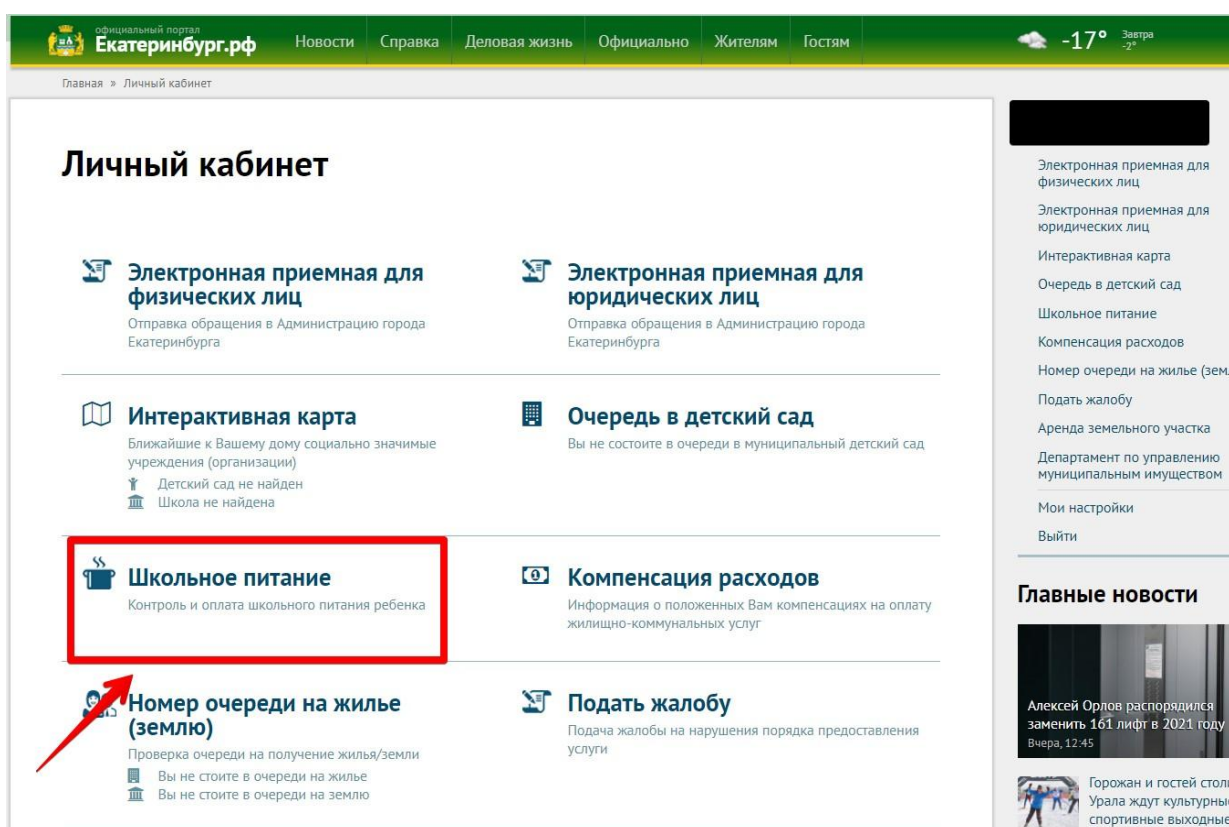 официальный портал
Екатеринбург.рф
Новости Справка Деловая жизнь Официально Жителям Гостям
-17° Завтра
-2°
Главная » Личный кабинет
Личный кабинет
Электронная приемная для
физических лиц
Отправка обращения в Администрацию города
Екатеринбурга
Электронная приемная для
юридических лиц
Отправка обращения в Администрацию города
Екатеринбурга
Интерактивная карта
Ближайшие к Вашему дому социально значимые
учреждения (организации)
Детский сад не найден
Школа не найдена
Очередь в детский сад
Вы не состоите в очереди в муниципальный детский сад
Школьное питание
Контроль и оплата школьного питания ребенка
Компенсация расходов
Информация о положенных Вам компенсациях на оплату
жилищно-коммунальных услуг
Номер очереди на жилье
(землю)
Проверка очереди на получение жилья/земли
Вы не стоите в очереди на жилье
Вы не стоите в очереди на землю
Подать жалобу
Подача жалобы на нарушения порядка предоставления
услуги
Электронная приемная для
физических лиц
Электронная приемная для
юридических лиц
Интерактивная карта
Очередь в детский сад
Школьное питание
Компенсация расходов
Номер очереди на жилье
Подать жалобу
Аренда земельного участка
Департамент по управлению
муниципальным имуществом
Мои настройки
Выйти
Главные новости
Алексей Орлов распорядился
заменить 161 лифт в 2021 году
Вчера, 12:45
Горожан и гостей
Урала ждут
спортивные выходные